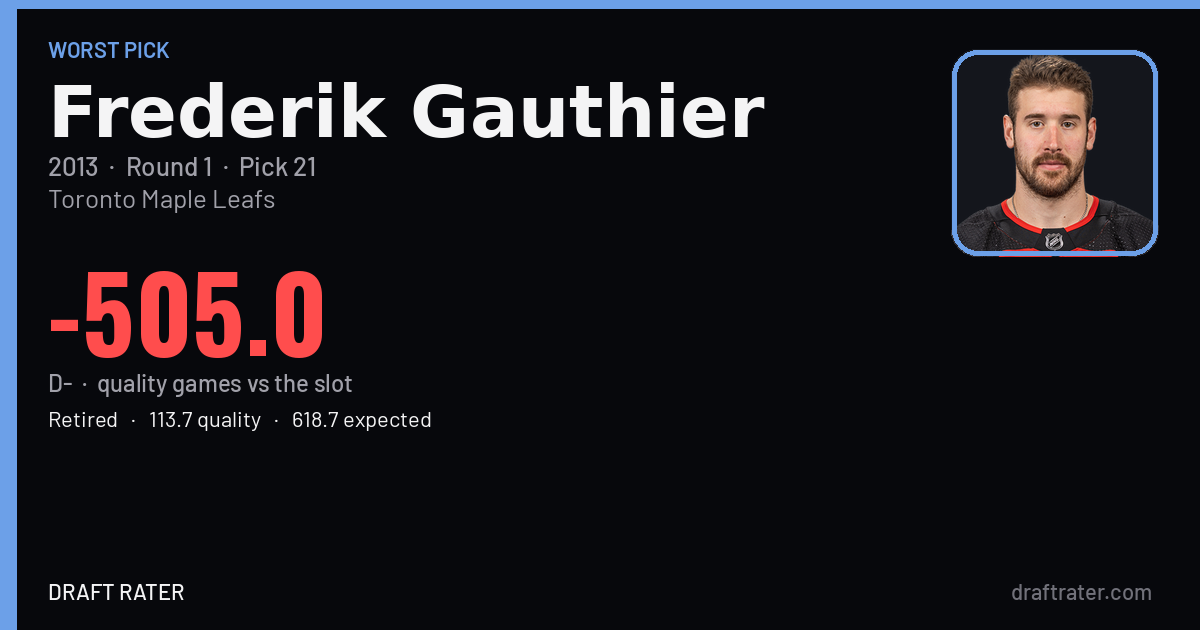 WORST PICK
Frederik Gauthier
2013 · Round 1 · Pick 21
Toronto Maple Leafs
-505.0
D- · quality games vs the slot
Retired · 113.7 quality · 618.7 expected
DRAFT RATER
draftrater.com